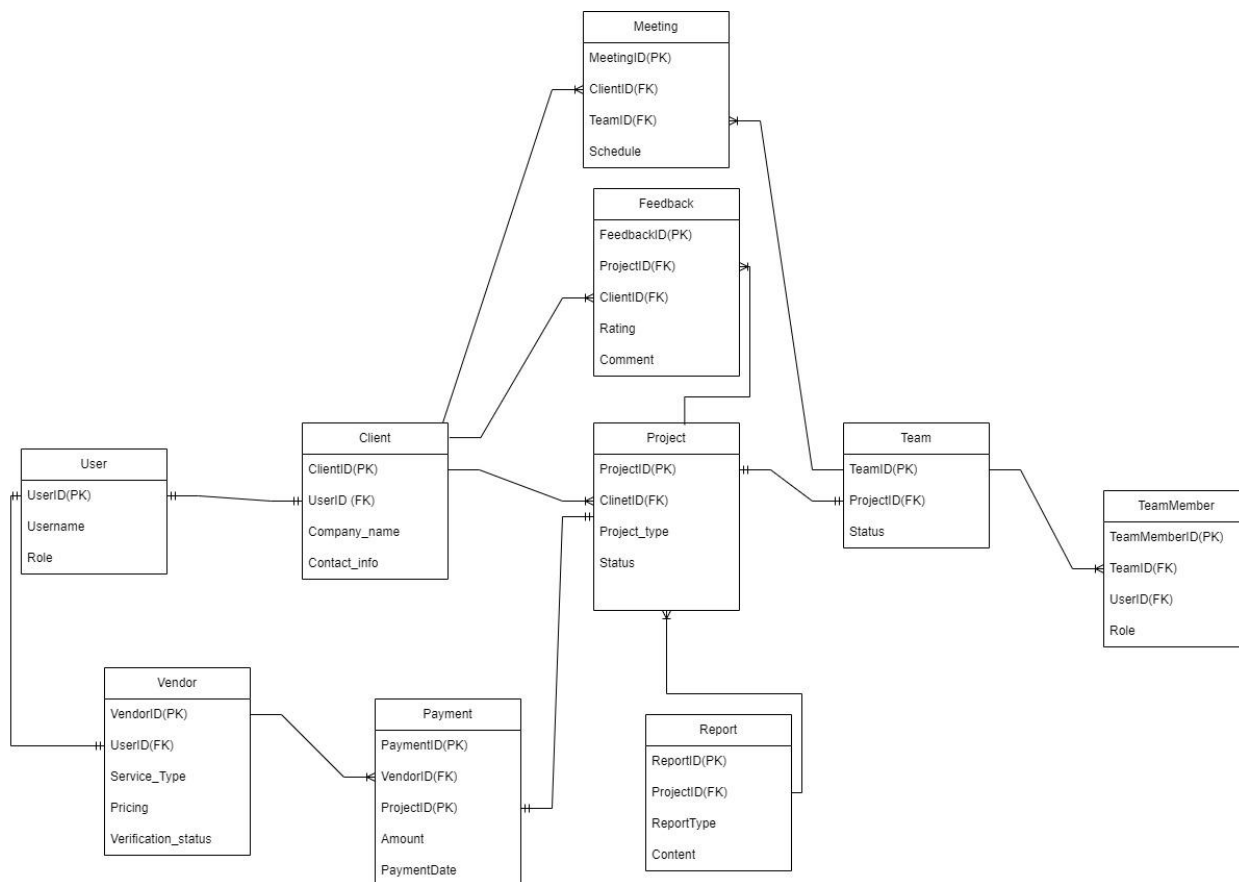 Meeting
MeetingID(PK)
ClientID(FK)
TeamID(FK)
Schedule
Feedback
FeedbackID(PK)
ProjectID(FK)
ClientID(FK)
Rating
Comment
User
UserID(PK)
Username
Role
Client
ClientID(PK)
UserID (FK)
Company_name
Contact_info
Project
ProjectID(PK)
ClinetID(FK)
Project_type
Status
Team
TeamID(PK)
ProjectID(FK)
Status
TeamMember
TeamMemberID(PK)
TeamID(FK)
UserID(FK)
Role
Vendor
VendorID(PK)
UserID(FK)
Service_Type
Pricing
Verification_status
Payment
PaymentID(PK)
VendorID(FK)
ProjectID(PK)
Amount
PaymentDate
Report
ReportID(PK)
ProjectID(FK)
ReportType
Content